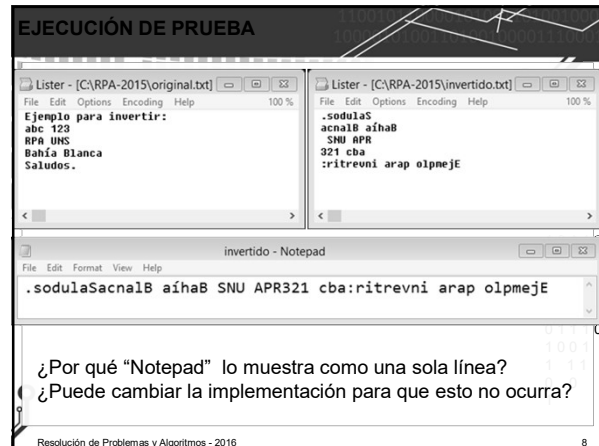 EJECUCIÓN DE PRUEBA
Lister - [C:\RPA-2015\original.txt]
File Edit Options Encoding Help 100 %
Ejemplo para invertir:
abc 123
RPA UNS
Bahía Blanca
Saludos.
Lister - [C:\RPA-2015\invertido.txt]
File Edit Options Encoding Help 100 %
.sodulaS
acnalB aíhaB
SNU APR
321 cba
:ritrevni arap olpmejE
invertido - Notepad
File Edit Format View Help
.sodulaSacnalB aíhaB SNU APR321 cba:ritrevni arap olpmejE
¿Por qué “Notepad” lo muestra como una sola línea?
¿Puede cambiar la implementación para que esto no ocurra?
Resolución de Problemas y Algoritmos - 2016 8